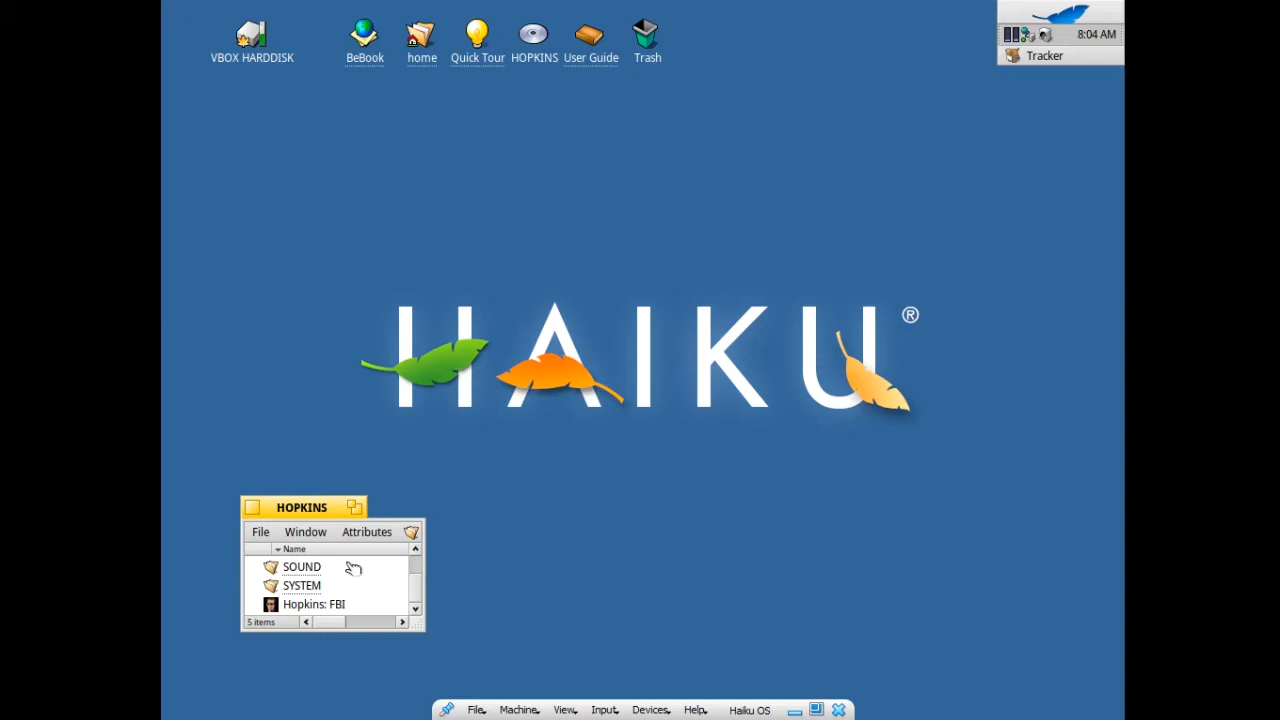 VBOX HARDDISK
BeBook
home
Quick Tour
HOPKINS
User Guide
Trash
8:04 AM
Tracker
HAIKU®
HOPKINS
File Window Attributes
Name
SOUND
SYSTEM
Hopkins: FBI
5 items
File Machine View Input Devices Help Haiku OS